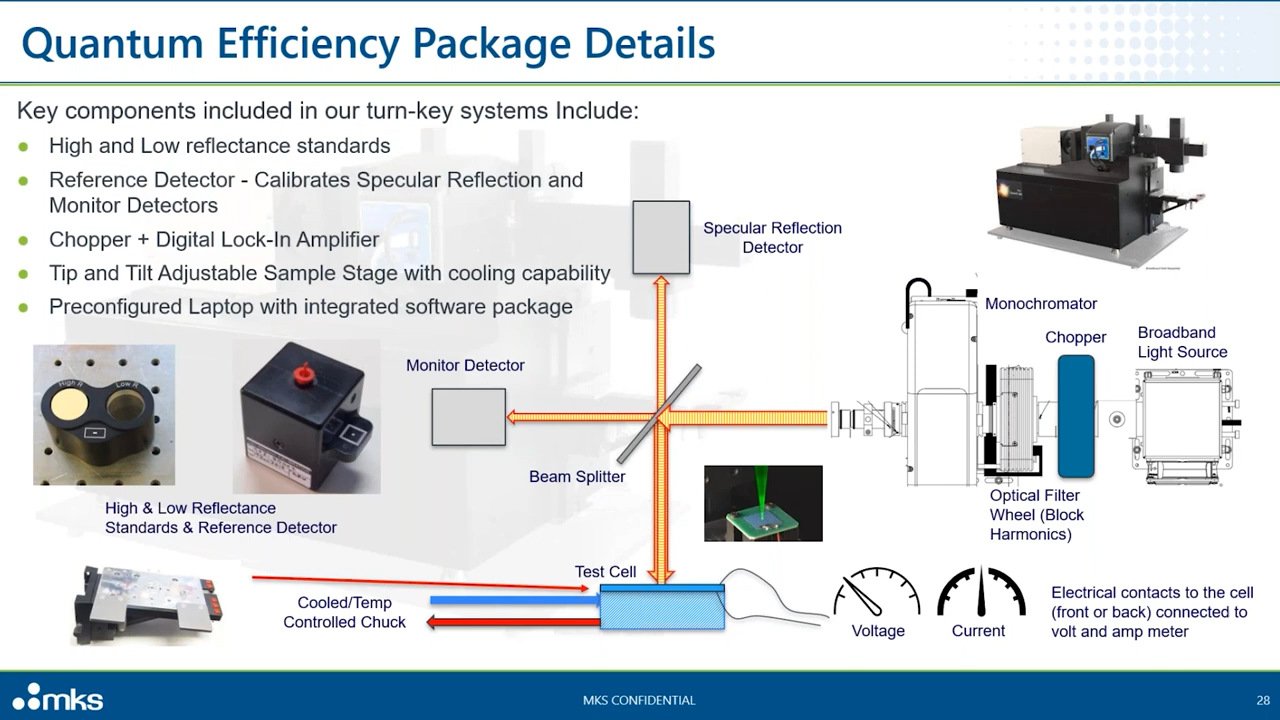 Quantum Efficiency Package Details
Key components included in our turn-key systems Include:
High and Low reflectance standards
Reference Detector - Calibrates Specular Reflection and
Monitor Detectors
Chopper + Digital Lock-In Amplifier
Tip and Tilt Adjustable Sample Stage with cooling capability
Preconfigured Laptop with integrated software package
Specular Reflection
Detector
Monochromator
Chopper
Broadband
Light Source
Monitor Detector
High R
Low R
Beam Splitter
Optical Filter
Wheel (Block
Harmonics)
High & Low Reflectance
Standards & Reference Detector
Test Cell
Cooled/Temp
Controlled Chuck
Voltage
Current
Electrical contacts to the cell
(front or back) connected to
volt and amp meter
mks
MKS CONFIDENTIAL
28